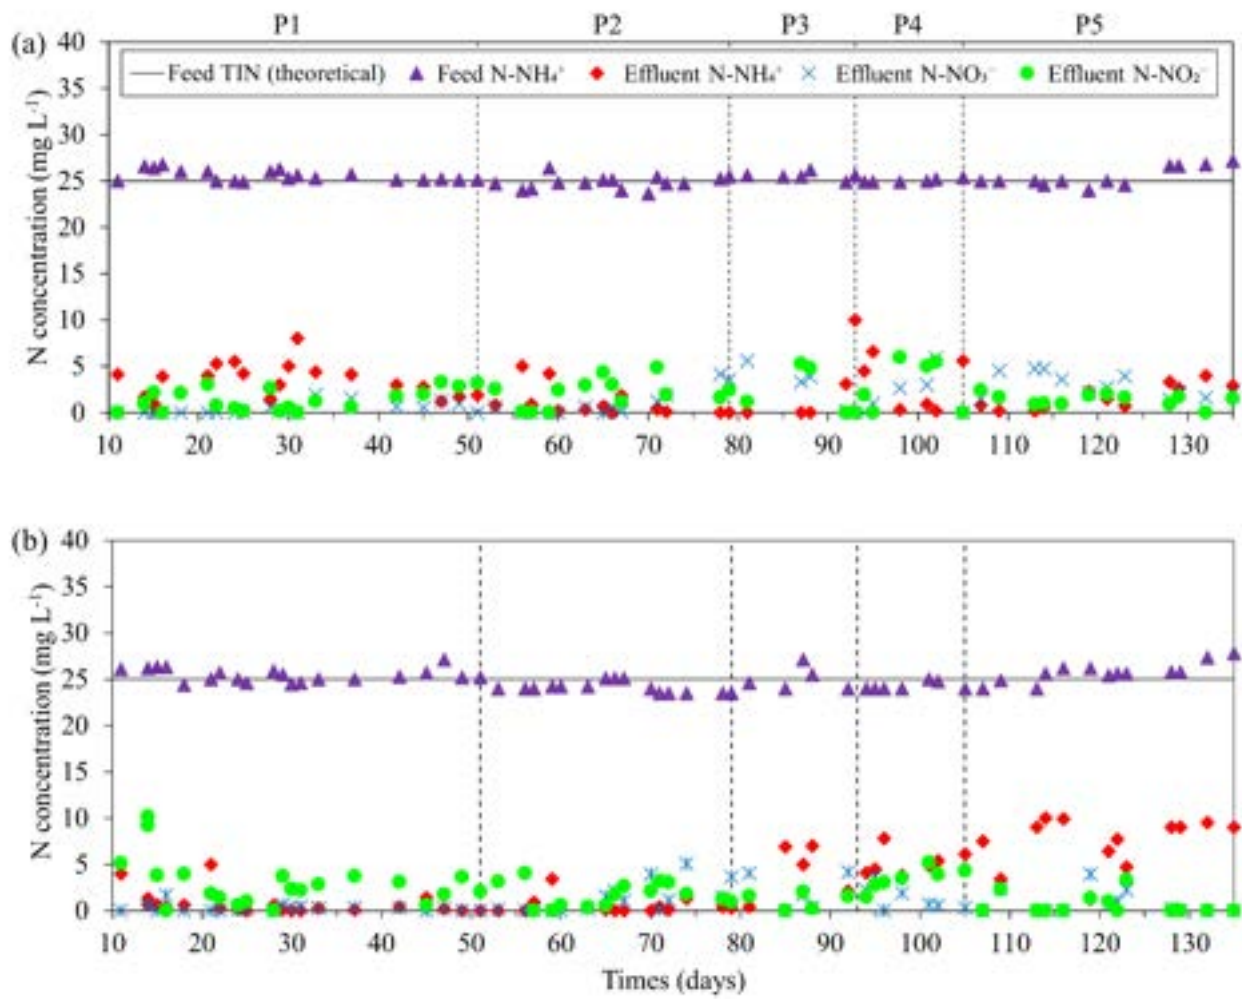 P1 P2 P3 P4 P5
(a)
Feed TIN (theoretical) Feed N-NH₄⁺ Effluent N-NH₄⁺ Effluent N-NO₃⁻ Effluent N-NO₂⁻
N concentration (mg L⁻¹)
40
35
30
25
20
15
10
5
0
10 20 30 40 50 60 70 80 90 100 110 120 130
(b)
N concentration (mg L⁻¹)
40
35
30
25
20
15
10
5
0
10 20 30 40 50 60 70 80 90 100 110 120 130
Times (days)